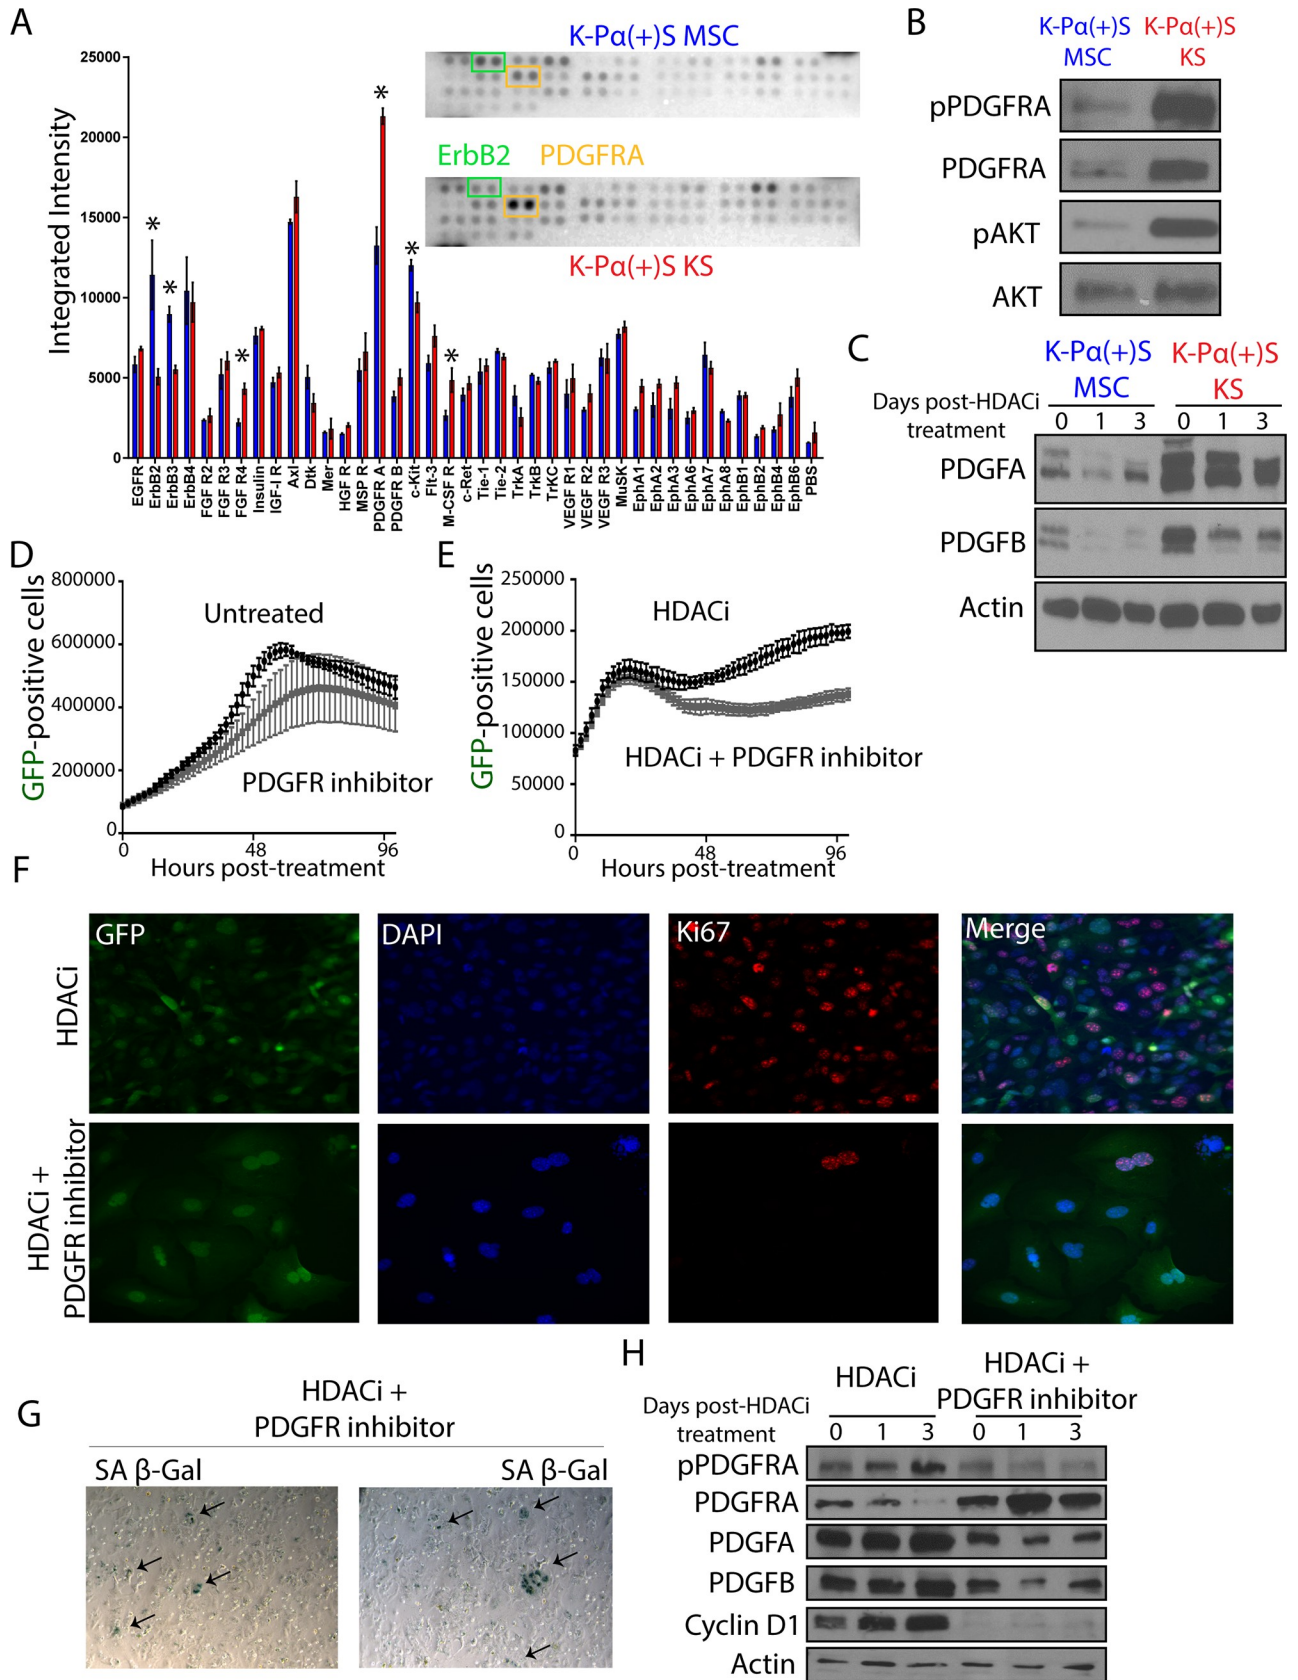 A
K-Pα(+)S MSC
ErbB2
PDGFRA
K-Pα(+)S KS
Integrated Intensity
25000
20000
15000
10000
5000
0
*
*
*
*
*
*
EGFR
ErbB2
ErbB3
ErbB4
FGF R2
FGF R3
FGF R4
Insulin
IGF-I R
Axl
Dtk
Mer
HGF R
MSP R
PDGFR A
PDGFR B
c-Kit
Flt-3
M-CSF R
c-Ret
Tie-1
Tie-2
TrkA
TrkB
TrKC
VEGF R1
VEGF R2
VEGF R3
MuSK
EphA1
EphA2
EphA3
EphA6
EphA7
EphA8
EphB1
EphB2
EphB4
EphB6
PBS
B
K-Pα(+)S K-Pα(+)S
MSC KS
pPDGFRA
PDGFRA
pAKT
AKT
C
K-Pα(+)S K-Pα(+)S
MSC KS
Days post-HDACi
treatment
0 1 3 0 1 3
PDGFA
PDGFB
Actin
D
GFP-positive cells
800000
600000
400000
200000
0
Untreated
PDGFR inhibitor
0 48 96
Hours post-treatment
E
GFP-positive cells
250000
200000
150000
100000
50000
0
HDACi
HDACi + PDGFR inhibitor
0 48 96
Hours post-treatment
F
GFP DAPI Ki67 Merge
HDACi
HDACi +
PDGFR inhibitor
G
HDACi +
PDGFR inhibitor
SA β-Gal SA β-Gal
H
HDACi
HDACi +
PDGFR inhibitor
Days post-HDACi
treatment
0 1 3 0 1 3
pPDGFRA
PDGFRA
PDGFA
PDGFB
Cyclin D1
Actin